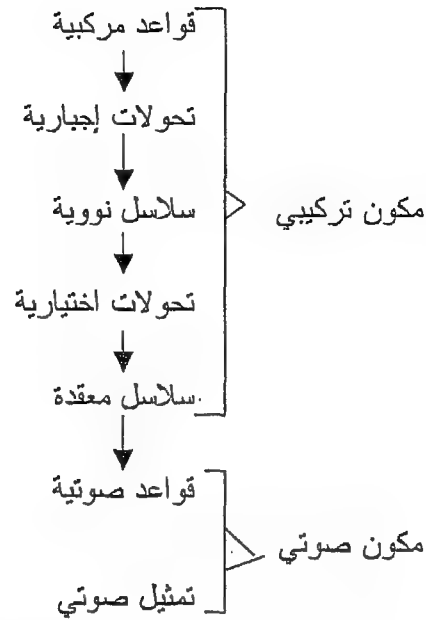 قواعد مركبية
تحولات إجبارية
سلاسل نووية
مكون تركيبي
تحولات اختيارية
سلاسل معقدة
قواعد صوتية
مكون صوتي
تمثيل صوتي